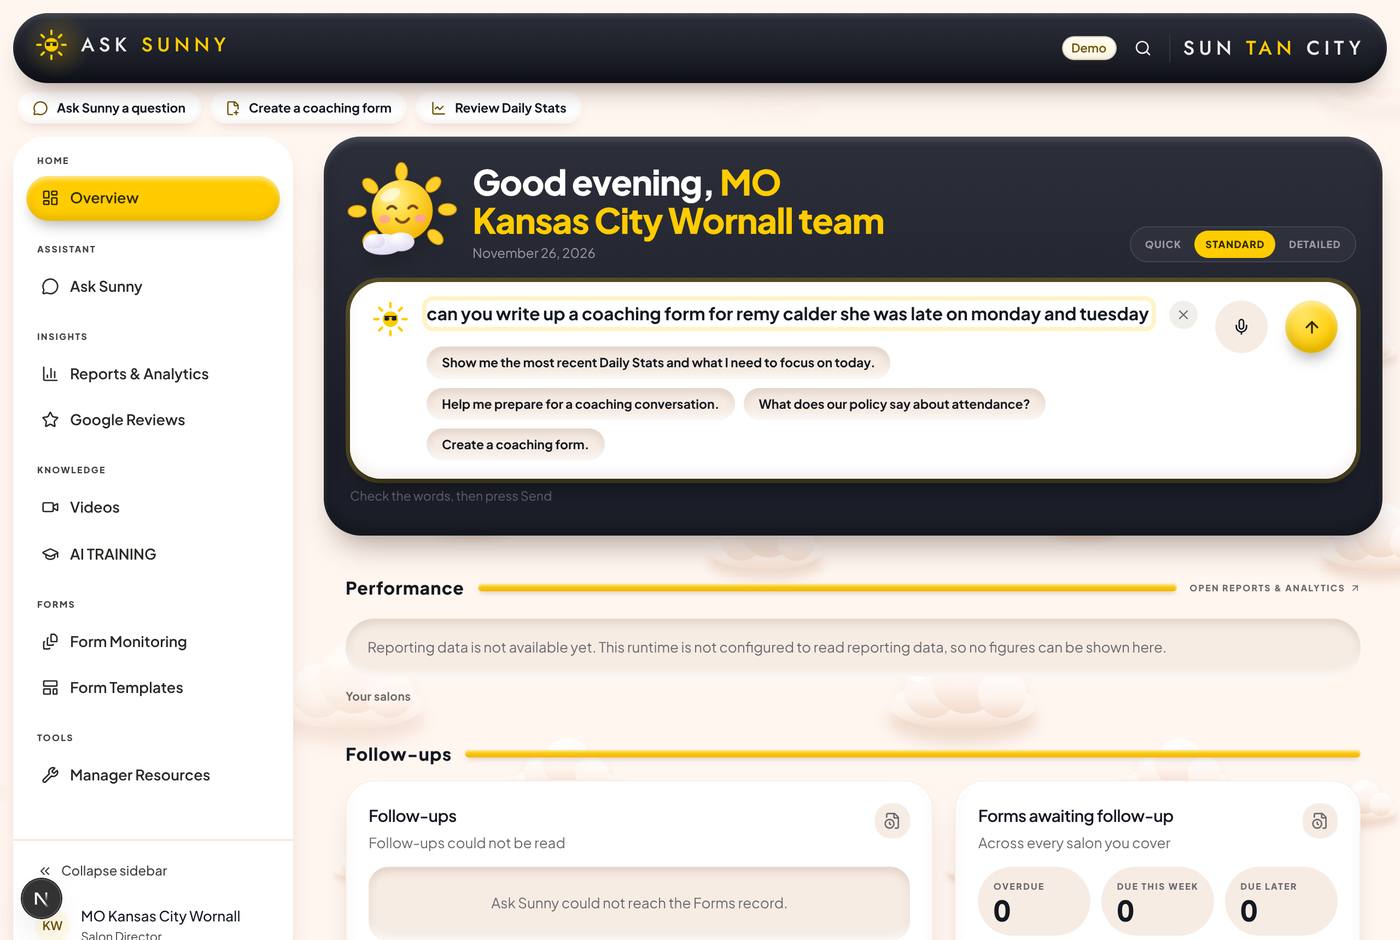 ASK SUNNY
Demo
SUN TAN CITY
Ask Sunny a question
Create a coaching form
Review Daily Stats
HOME
Overview
ASSISTANT
Ask Sunny
INSIGHTS
Reports & Analytics
Google Reviews
KNOWLEDGE
Videos
AI TRAINING
FORMS
Form Monitoring
Form Templates
TOOLS
Manager Resources
Collapse sidebar
N
KW
MO Kansas City Wornall
Salon Director
Good evening, MO
Kansas City Wornall team
November 26, 2026
QUICK
STANDARD
DETAILED
can you write up a coaching form for remy calder she was late on monday and tuesday
Show me the most recent Daily Stats and what I need to focus on today.
Help me prepare for a coaching conversation.
What does our policy say about attendance?
Create a coaching form.
Check the words, then press Send
Performance
OPEN REPORTS & ANALYTICS
Reporting data is not available yet. This runtime is not configured to read reporting data, so no figures can be shown here.
Your salons
Follow-ups
Follow-ups
Follow-ups could not be read
Ask Sunny could not reach the Forms record.
Forms awaiting follow-up
Across every salon you cover
OVERDUE
0
DUE THIS WEEK
0
DUE LATER
0